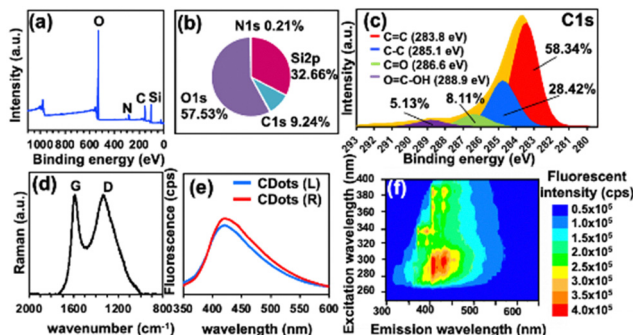 (a)
O
N
C
Si
Intensity (a.u.)
1000 800 600 400 200 0
Binding energy (eV)
(b)
N1s 0.21%
Si2p
32.66%
O1s
57.53%
C1s 9.24%
(c)
C1s
C=C (283.8 eV)
C-C (285.1 eV)
C=O (286.6 eV)
O=C-OH (288.9 eV)
58.34%
28.42%
8.11%
5.13%
Intensity (a.u.)
293 292 291 290 289 288 287 286 285 284 283 282 281 260
Binding energy (eV)
(d)
G
D
Raman (a.u.)
2000 1600 1200 800
wavenumber (cm⁻¹)
(e)
CDots (L)
CDots (R)
Fluorescence (cps)
350 400 450 500 550 600
wavelength (nm)
(f)
Excitation wavelength (nm)
400
380
360
340
320
300
280
260
300 400 500 600
Emission wavelength (nm)
Fluorescent
intensity (cps)
0.5x10⁵
1.0x10⁵
1.5x10⁵
2.0x10⁵
2.5x10⁵
3.0x10⁵
3.5x10⁵
4.0x10⁵